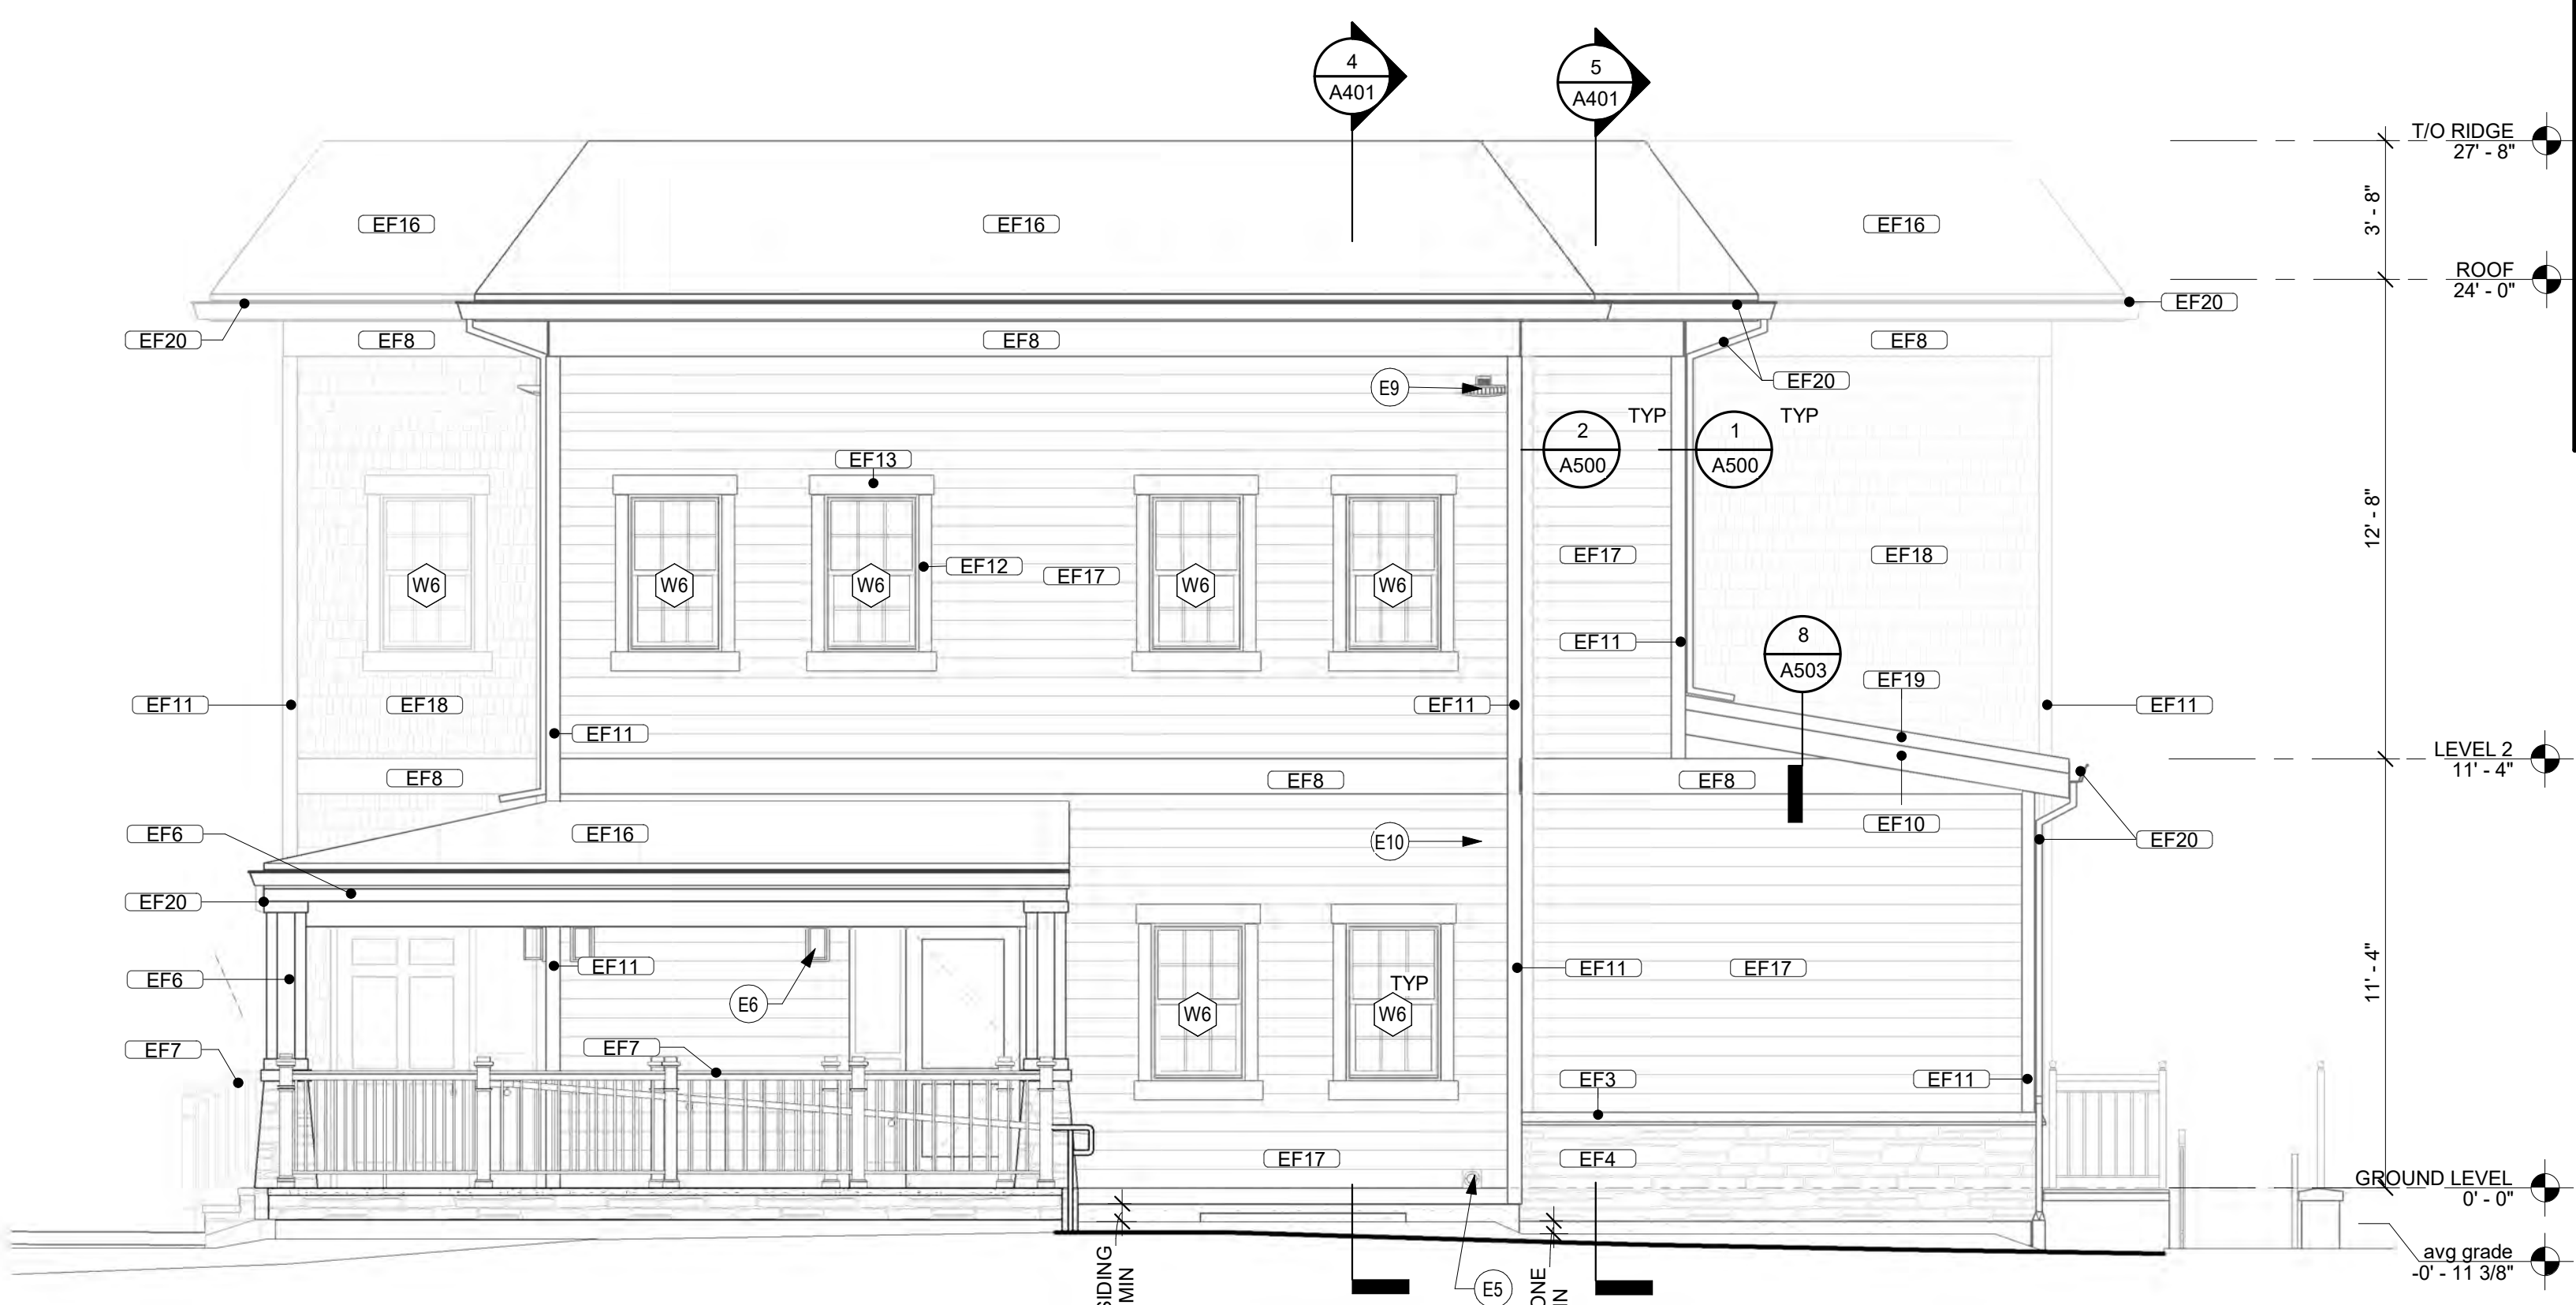 4
A401
5
A401
T/O RIDGE
27' - 8"
3' - 8"
EF16
EF16
EF16
ROOF
24' - 0"
EF20
EF20
EF8
EF8
EF8
EF20
E9
TYP
TYP
2
A500
1
A500
EF13
12' - 8"
EF17
EF18
EF12
EF17
W6
W6
W6
W6
W6
EF11
8
A503
EF19
EF11
EF18
EF11
EF11
EF11
LEVEL 2
11' - 4"
EF8
EF8
EF8
EF6
EF16
E10
EF10
EF20
EF20
EF11
EF11
EF17
11' - 4"
EF6
TYP
E6
W6
W6
EF7
EF7
EF3
EF11
EF17
EF4
GROUND LEVEL
0' - 0"
avg grade
-0' - 11 3/8"
SIDING
MIN
E5